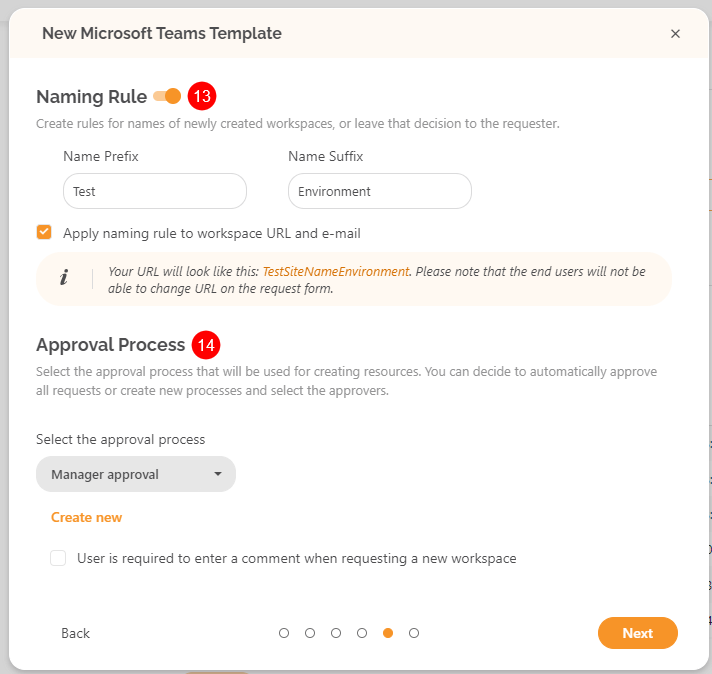 New Microsoft Teams Template
Naming Rule 13
Create rules for names of newly created workspaces, or leave that decision to the requester.
Name Prefix Name Suffix
Test Environment
Apply naming rule to workspace URL and e-mail
i Your URL will look like this: TestSiteNameEnvironment. Please note that the end users will not be
able to change URL on the request form.
Approval Process 14
Select the approval process that will be used for creating resources. You can decide to automatically approve
all requests or create new processes and select the approvers.
Select the approval process
Manager approval
Create new
User is required to enter a comment when requesting a new workspace
Back Next